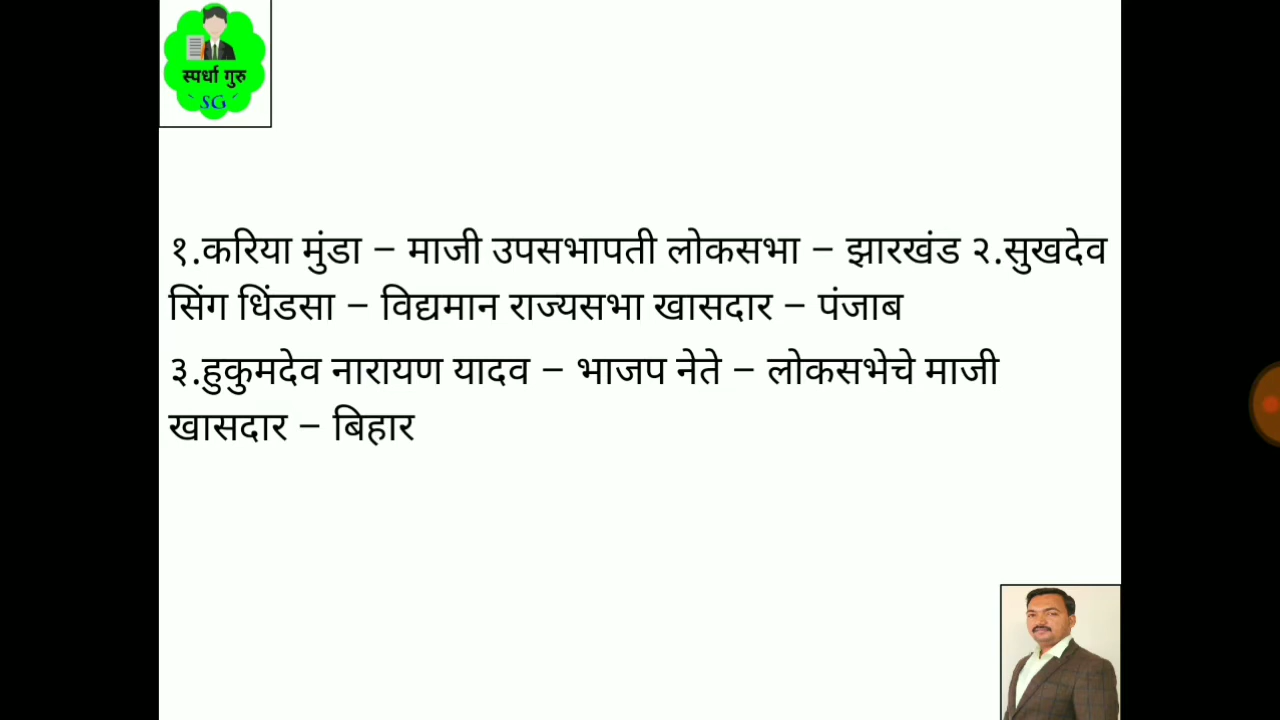 स्पर्धा गुरु
SG
१.करिया मुंडा – माजी उपसभापती लोकसभा – झारखंड २.सुखदेव
सिंग धिंडसा – विद्यमान राज्यसभा खासदार – पंजाब
३.हुकुमदेव नारायण यादव – भाजप नेते – लोकसभेचे माजी
खासदार – बिहार